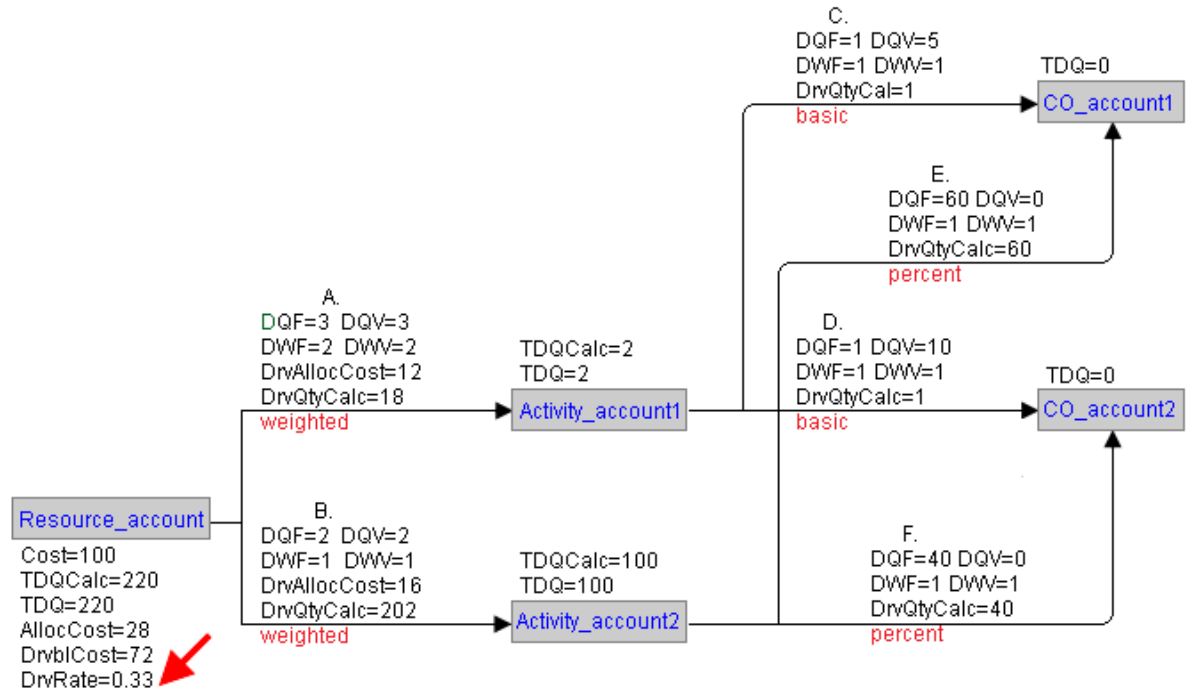 C.
DQF=1 DQV=5
DWF=1 DWV=1
DrvQtyCal=1
basic
TDQ=0
CO_account1
E.
DQF=60 DQV=0
DWF=1 DWV=1
DrvQtyCalc=60
percent
A.
DQF=3 DQV=3
DWF=2 DWV=2
DrvAllocCost=12
DrvQtyCalc=18
weighted
TDQCalc=2
TDQ=2
Activity_account1
D.
DQF=1 DQV=10
DWF=1 DWV=1
DrvQtyCalc=1
basic
TDQ=0
CO_account2
Resource_account
Cost=100
TDQCalc=220
TDQ=220
AllocCost=28
DrvblCost=72
DrvRate=0.33
B.
DQF=2 DQV=2
DWF=1 DWV=1
DrvAllocCost=16
DrvQtyCalc=202
weighted
TDQCalc=100
TDQ=100
Activity_account2
F.
DQF=40 DQV=0
DWF=1 DWV=1
DrvQtyCalc=40
percent